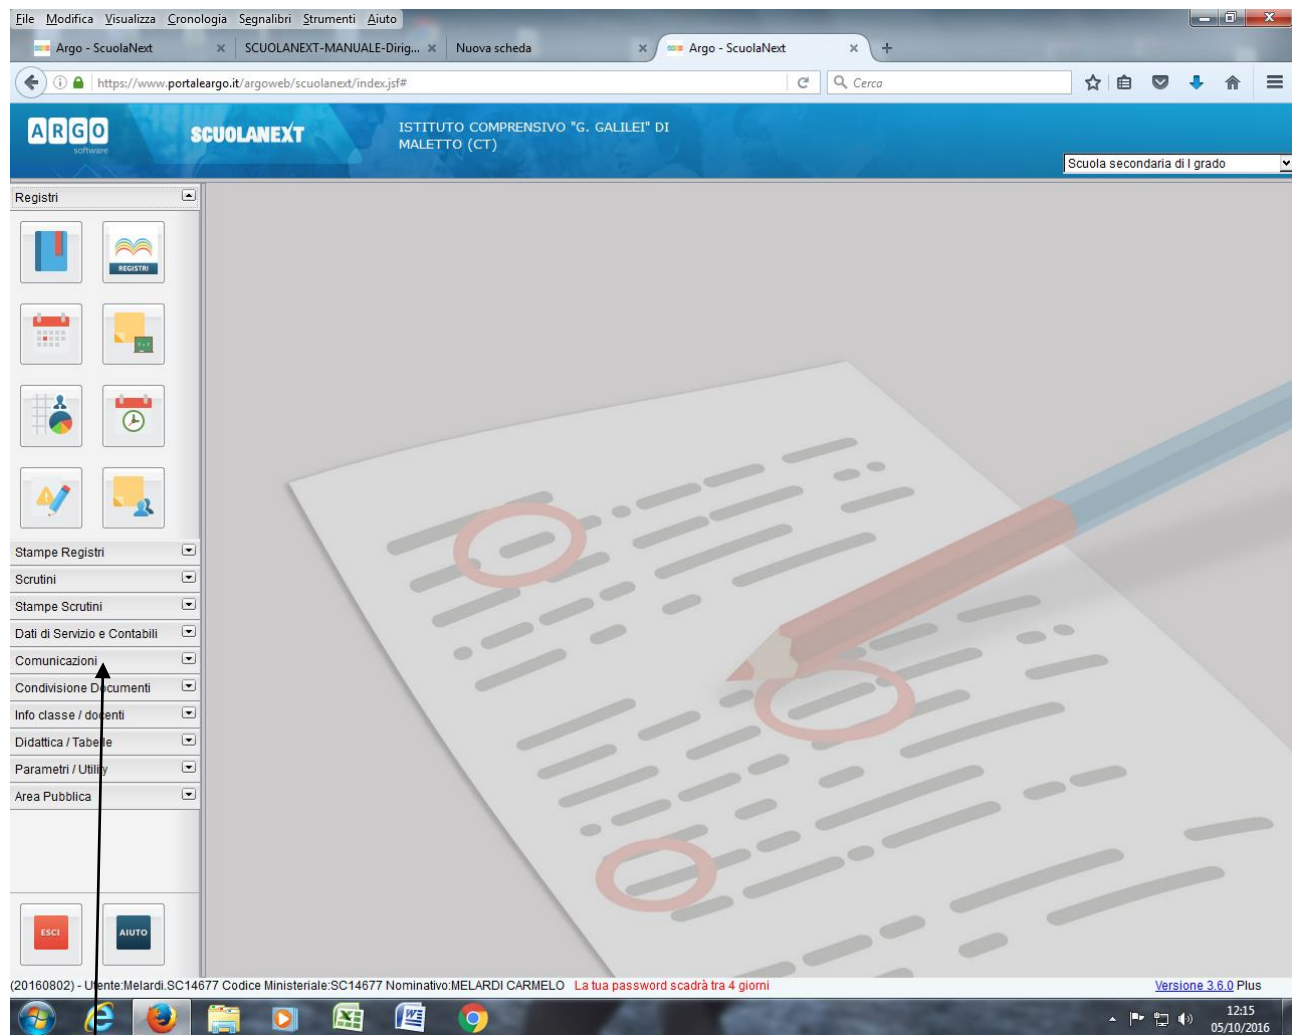 File Modifica Visualizza Cronologia Segnalibri Strumenti Aiuto
Argo - ScuolaNext
SCUOLANEXT-MANUALE-Dirig...
Nuova scheda
Argo - ScuolaNext
https://www.portaleargo.it/argoweb/scuolanext/index.jsf#
Cerca
ARGO
software
SCUOLANEXT
ISTITUTO COMPRENSIVO "G. GALILEI" DI
MALETTO (CT)
Scuola secondaria di I grado
Registri
REGISTRI
Stampe Registri
Scrutini
Stampe Scrutini
Dati di Servizio e Contabili
Comunicazioni
Condivisione Documenti
Info classe / docenti
Didattica / Tabelle
Parametri / Utility
Area Pubblica
ESCI
AIUTO
(20160802) - Utente:Melardi.SC14677 Codice Ministeriale:SC14677 Nominativo:MELARDI CARMELO La tua password scadrà tra 4 giorni
Versione 3.6.0 Plus
12:15
05/10/2016